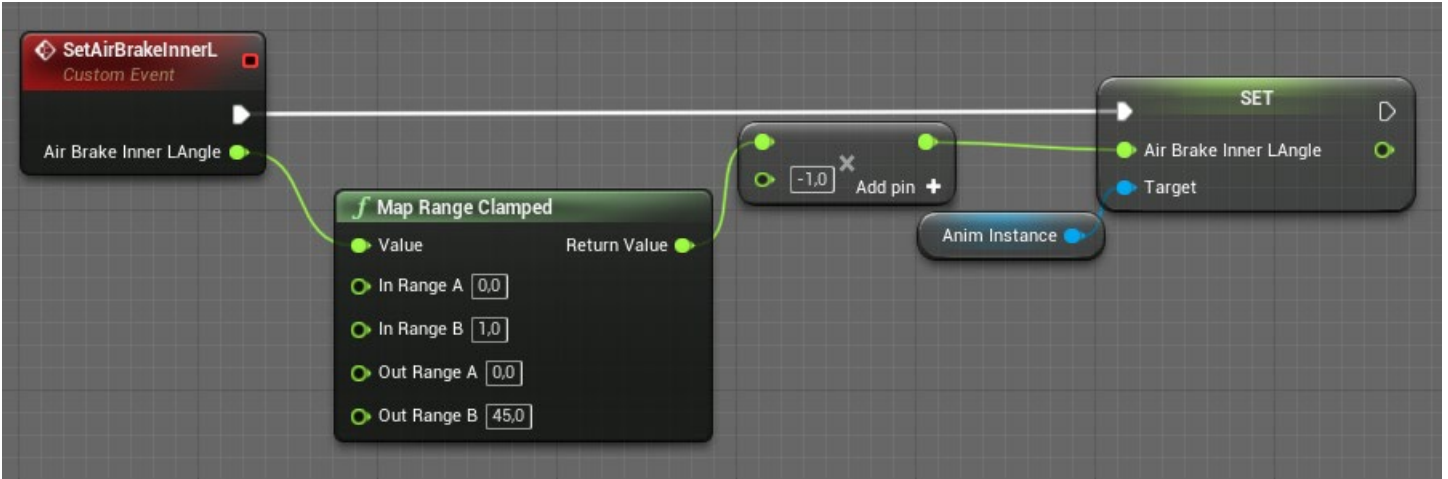 SetAirBrakeInnerL
Custom Event
Air Brake Inner LAngle
f Map Range Clamped
Value
Return Value
In Range A 0,0
In Range B 1,0
Out Range A 0,0
Out Range B 45,0
-1,0
×
Add pin +
Anim Instance
SET
Air Brake Inner LAngle
Target